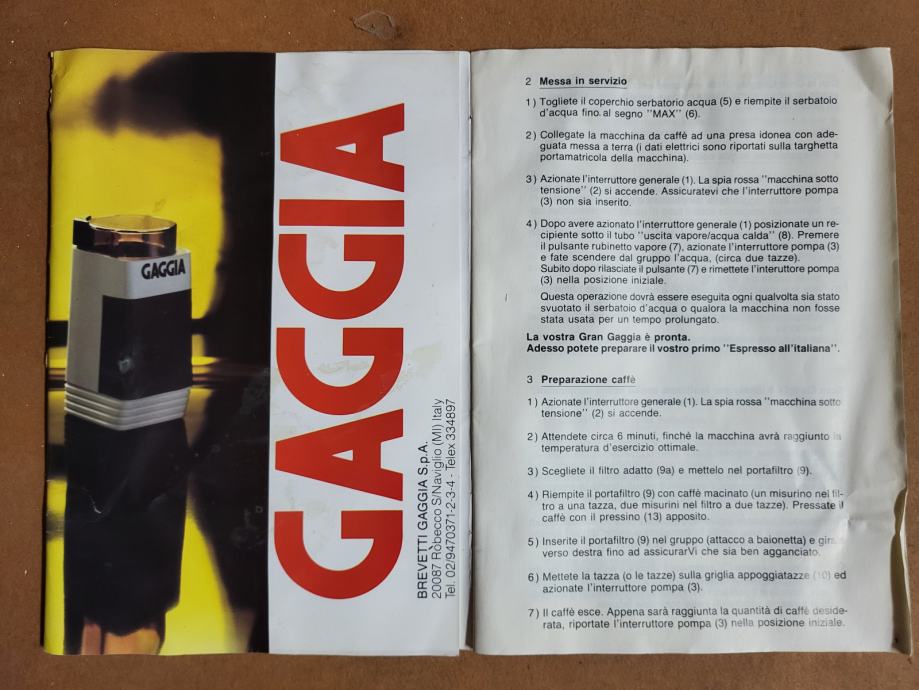 GAGGIA
GAGGIA
BREVETTI GAGGIA S.p.A.
20087 Robecco S/Naviglio (MI) Italy
Tel. 02/9470371-2-3-4 - Telex 334897
2 Messa in servizio
1) Togliete il coperchio serbatorio acqua (5) e riempite il serbatoio
d'acqua fino. al segno "MAX" (6).
2) Collegate la macchina da caffè ad una presa idonea con ade-
guata messa a terra (i dati elettrici sono riportati sulla targhetta
portamatricola della macchina).
3) Azionate l'interruttore generale (1). La spia rossa "macchina sotto
tensione" (2) si accende. Assicuratevi che l'interruttore pompa
(3) non sia inserito.
4) Dopo avere azionato l'interruttore generale (1) posizionate un re-
cipiente sotto il tubo "uscita vapore/acqua calda" (8). Premere
il pulsante rubinetto vapore (7), azionate l'interruttore pompa (3)
e fate scendere dal gruppo l'acqua, (circa due tazze).
Subito dopo rilasciate il pulsante (7) e rimettete l'interuttore pompa
(3) nella posizione iniziale.
Questa operazione dovrà essere eseguita ogni qualvolta sia stato
svuotato il serbatoio d'acqua o qualora la macchina non fosse
stata usata per un tempo prolungato.
La vostra Gran Gaggia è pronta.
Adesso potete preparare il vostro primo "Espresso all'italiana".
3 Preparazione caffè
1) Azionate l'interruttore generale (1). La spia rossa "macchina sotto
tensione" (2) si accende.
2) Attendete circa 6 minuti, finchè la macchina avrà raggiunto la
temperatura d'esercizio ottimale.
3) Scegliete il filtro adatto (9a) e mettelo nel portafiltro (9).
4) Riempite il portafiltro (9) con caffè macinato (un misurino nel fil-
tro a una tazza, due misurini nel filtro a due tazze). Pressate il
caffè con il pressino (13) apposito.
5) Inserite il portafiltro (9) nel gruppo (attacco a baionetta) e
verso destra fino ad assicurarVi che sia ben agganciato.
6) Mettete la tazza (o le tazze) sulla griglia appoggiatazze (10) ed
azionate l'interruttore pompa (3).
7) Il caffè esce. Appena sarà raggiunta la quantità di caffè deside-
rata, riportate l'interruttore pompa (3) nella posizione iniziale.